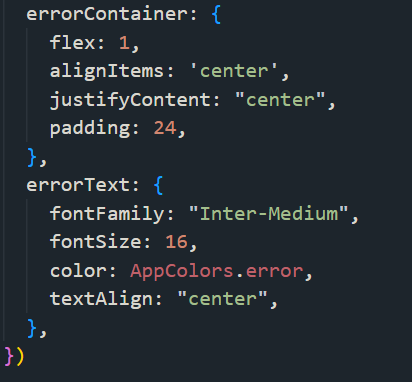 errorContainer: {
flex: 1,
alignItems: 'center',
justifyContent: "center",
padding: 24,
},
errorText: {
fontFamily: "Inter-Medium",
fontSize: 16,
color: AppColors.error,
textAlign: "center",
},
})